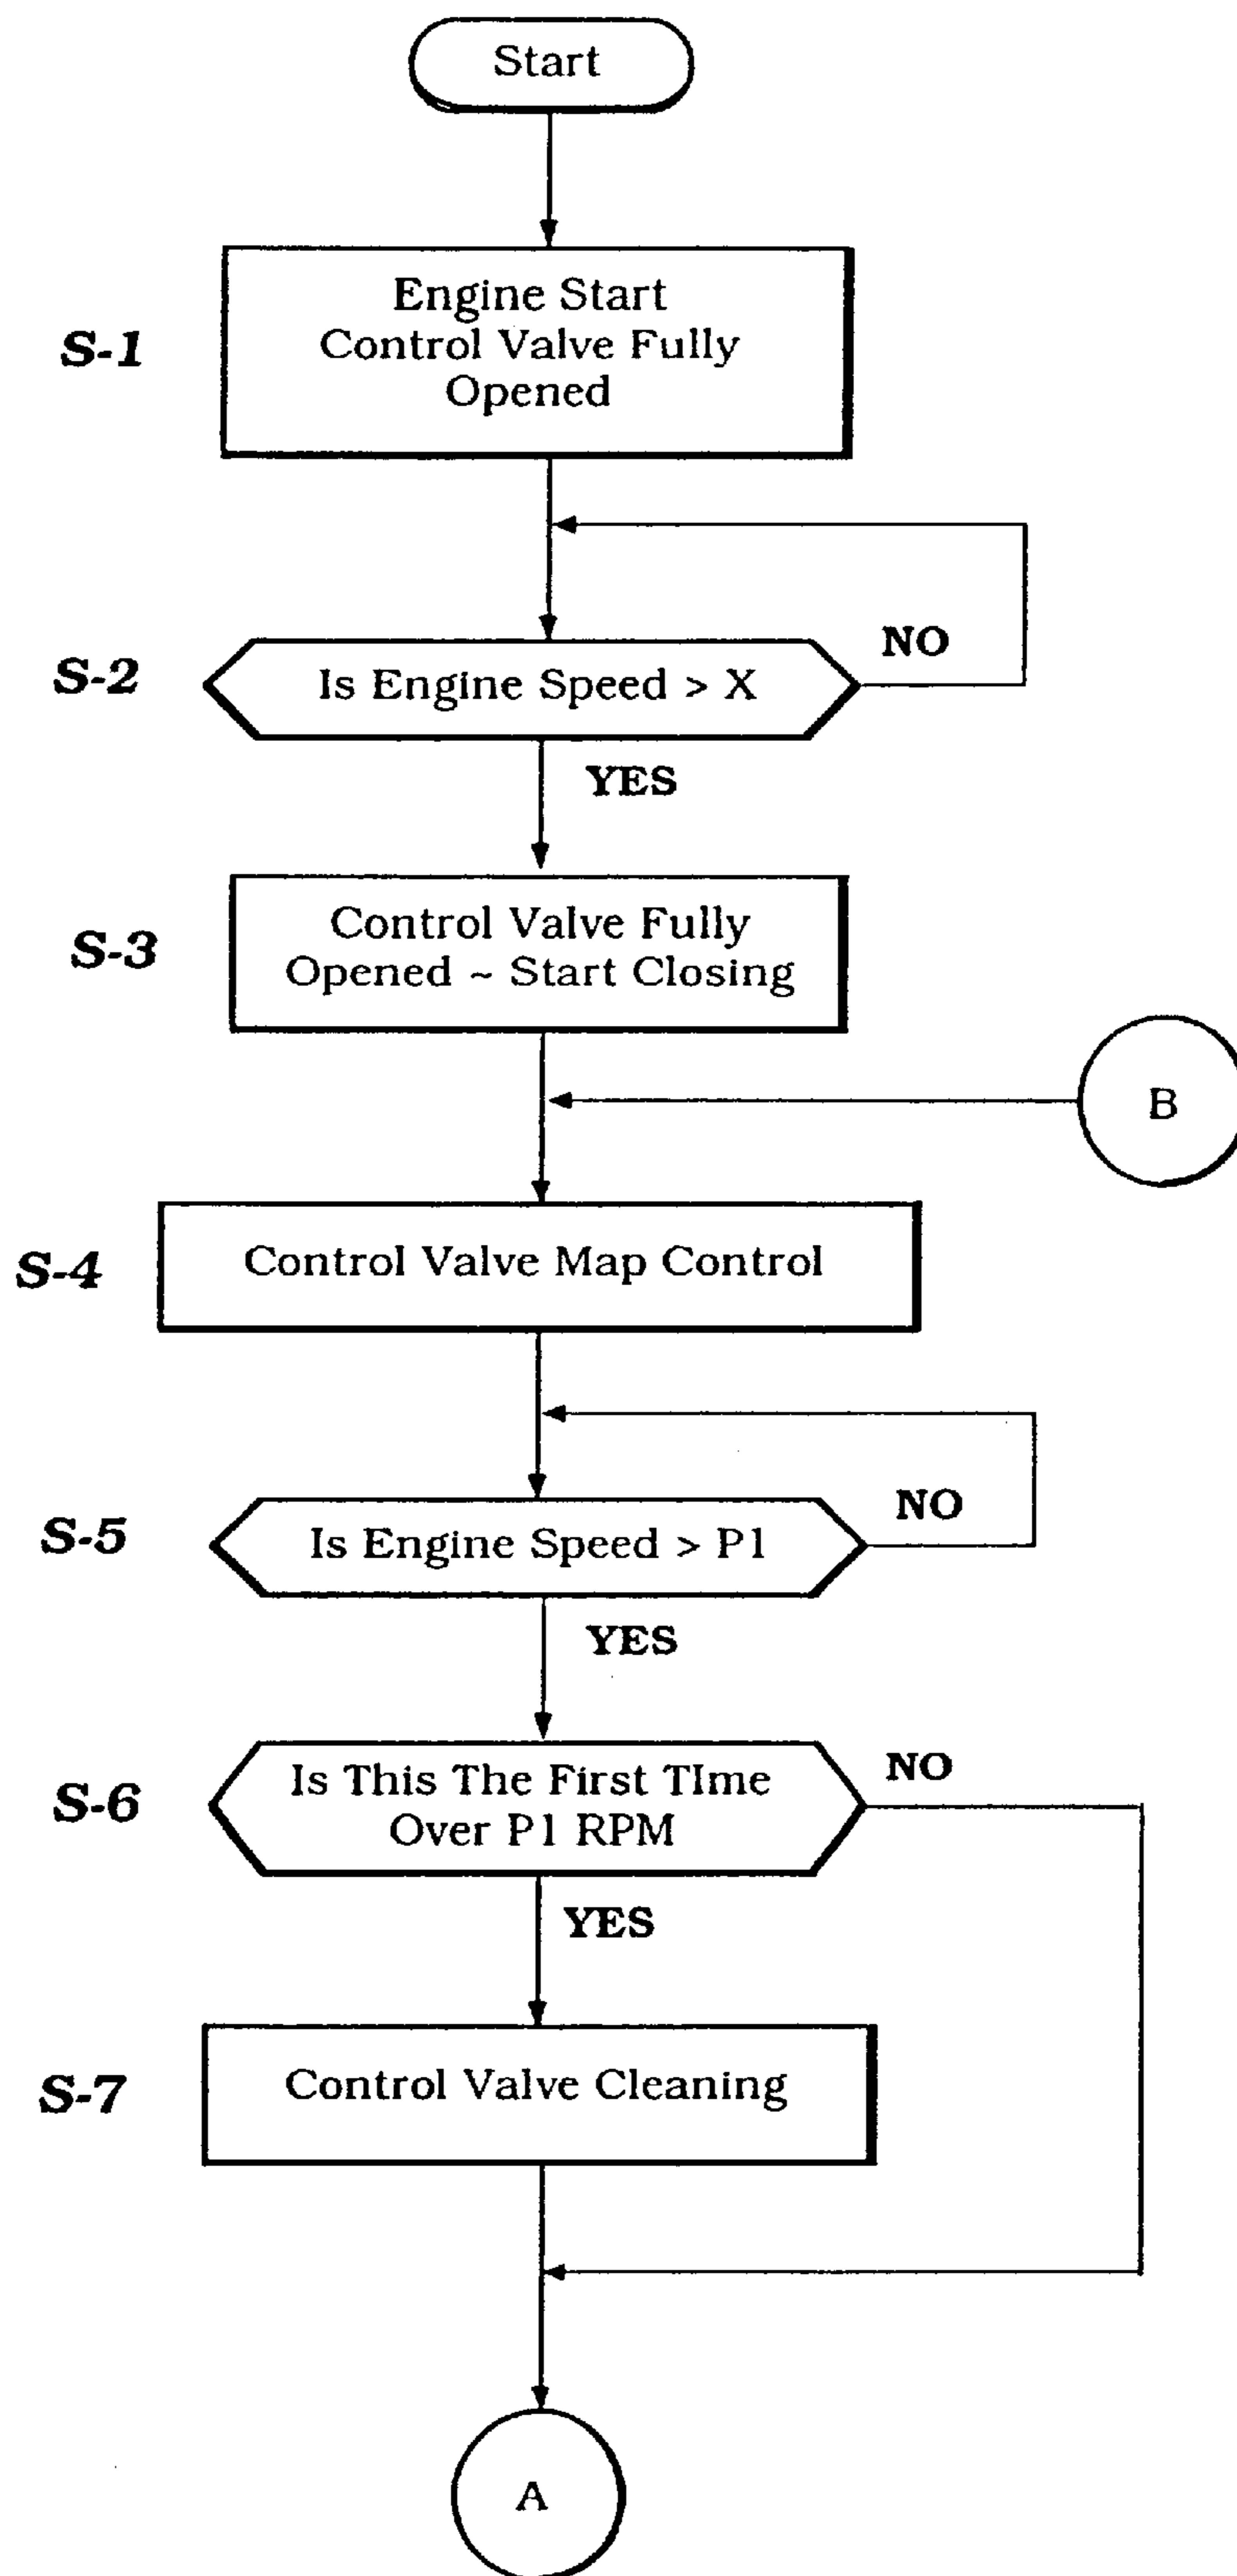 Start
S-1
Engine Start
Control Valve Fully
Opened
S-2
Is Engine Speed > X
NO
YES
S-3
Control Valve Fully
Opened ~ Start Closing
B
S-4
Control Valve Map Control
S-5
Is Engine Speed > P1
NO
YES
S-6
Is This The First TIme
Over P1 RPM
NO
YES
S-7
Control Valve Cleaning
A